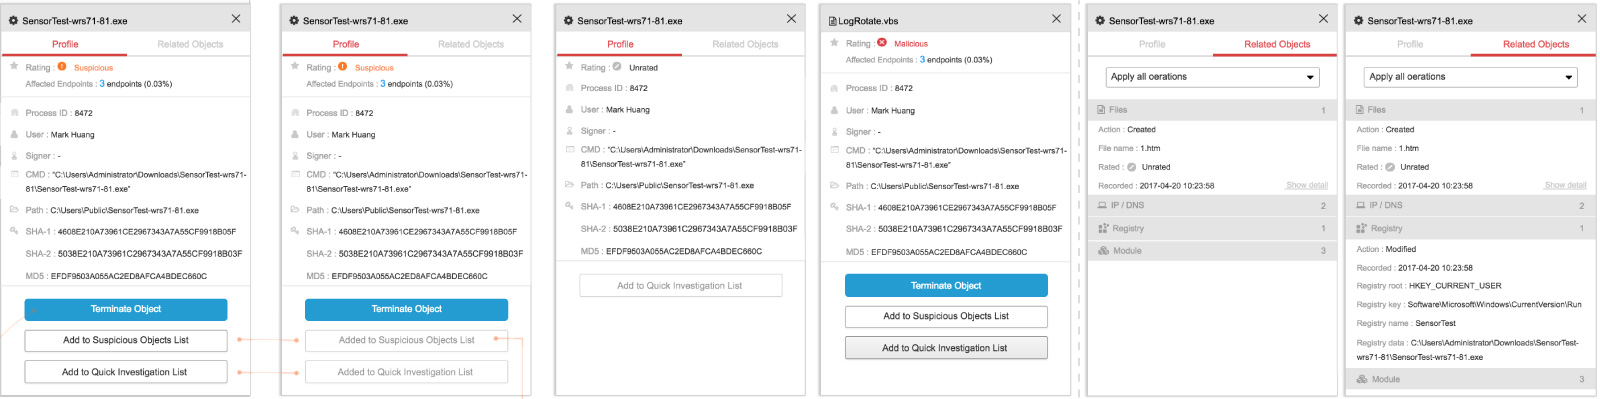 SensorTest-wrs71-81.exe
Profile
Related Objects
Rating : Suspicious
Affected Endpoints : 3 endpoints (0.03%)
Process ID : 8472
User : Mark Huang
Signer : -
CMD : "C:\Users\Administrator\Downloads\SensorTest-wrs71-
81\SensorTest-wrs71-81.exe"
Path : C:\Users\Public\SensorTest-wrs71-81.exe
SHA-1 : 4608E210A73961CE2967343A7A55CF9918B05F
SHA-2 : 5038E210A73961C2967343A7A55CF9918B03F
MD5 : EFDF9503A055AC2ED8AFCA4BDEC660C
Terminate Object
Add to Suspicious Objects List
Add to Quick Investigation List
SensorTest-wrs71-81.exe
Profile
Related Objects
Rating : Suspicious
Affected Endpoints : 3 endpoints (0.03%)
Process ID : 8472
User : Mark Huang
Signer : -
CMD : "C:\Users\Administrator\Downloads\SensorTest-wrs71-
81\SensorTest-wrs71-81.exe"
Path : C:\Users\Public\SensorTest-wrs71-81.exe
SHA-1 : 4608E210A73961CE2967343A7A55CF9918B05F
SHA-2 : 5038E210A73961C2967343A7A55CF9918B03F
MD5 : EFDF9503A055AC2ED8AFCA4BDEC660C
Terminate Object
Added to Suspicious Objects List
Added to Quick Investigation List
SensorTest-wrs71-81.exe
Profile
Related Objects
Rating : Unrated
Process ID : 8472
User : Mark Huang
Signer : -
CMD : "C:\Users\Administrator\Downloads\SensorTest-wrs71-
81\SensorTest-wrs71-81.exe"
Path : C:\Users\Public\SensorTest-wrs71-81.exe
SHA-1 : 4608E210A73961CE2967343A7A55CF9918B05F
SHA-2 : 5038E210A73961C2967343A7A55CF9918B03F
MD5 : EFDF9503A055AC2ED8AFCA4BDEC660C
Add to Quick Investigation List
LogRotate.vbs
Rating : Malicious
Affected Endpoints : 3 endpoints (0.03%)
Process ID : 8472
User : Mark Huang
Signer : -
CMD : "C:\Users\Administrator\Downloads\SensorTest-wrs71-
81\SensorTest-wrs71-81.exe"
Path : C:\Users\Public\SensorTest-wrs71-81.exe
SHA-1 : 4608E210A73961CE2967343A7A55CF9918B05F
SHA-2 : 5038E210A73961C2967343A7A55CF9918B03F
MD5 : EFDF9503A055AC2ED8AFCA4BDEC660C
Terminate Object
Add to Suspicious Objects List
Add to Quick Investigation List
SensorTest-wrs71-81.exe
Profile
Related Objects
Apply all oerations
Files 1
Action : Created
File name : 1.htm
Rated : Unrated
Recorded : 2017-04-20 10:23:58 Show detail
IP / DNS 2
Registry 1
Module 3
SensorTest-wrs71-81.exe
Profile
Related Objects
Apply all oerations
Files 1
Action : Created
File name : 1.htm
Rated : Unrated
Recorded : 2017-04-20 10:23:58 Show detail
IP / DNS 2
Registry 1
Action : Modified
Recorded : 2017-04-20 10:23:58
Registry root : HKEY_CURRENT_USER
Registry key : Software\Microsoft\Windows\CurrentVersion\Run
Registry name : SensorTest
Registry data : C:\Users\Administrator\Downloads\SensorTest-
wrs71-81\SensorTest-wrs71-81.exe
Module 3